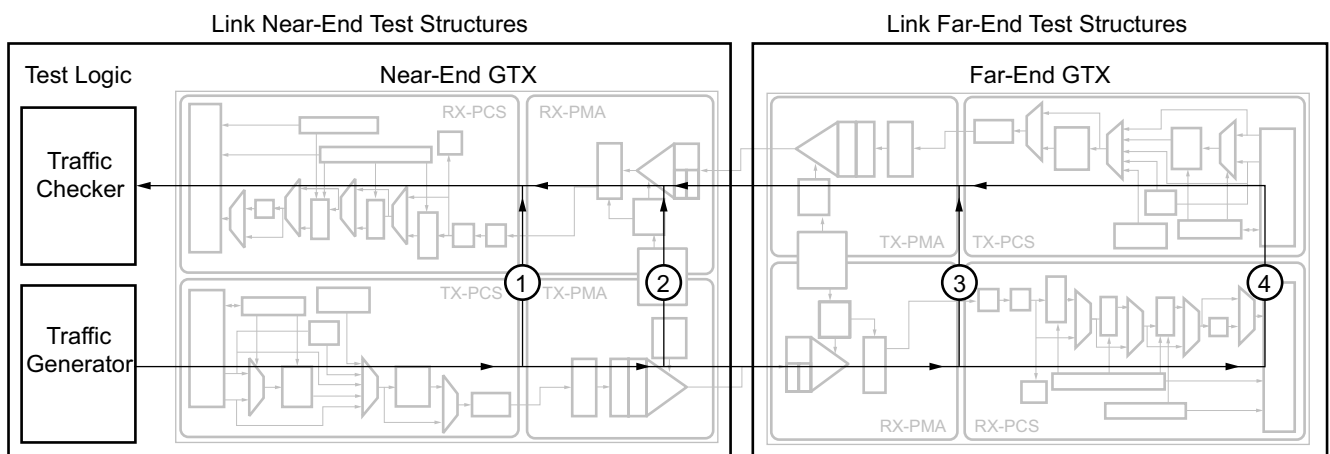 Link Near-End Test Structures
Link Far-End Test Structures
Test Logic
Near-End GTX
Far-End GTX
RX-PCS
RX-PMA
Traffic
Checker
TX-PMA
TX-PCS
1
2
3
4
TX-PCS
TX-PMA
Traffic
Generator
RX-PMA
RX-PCS